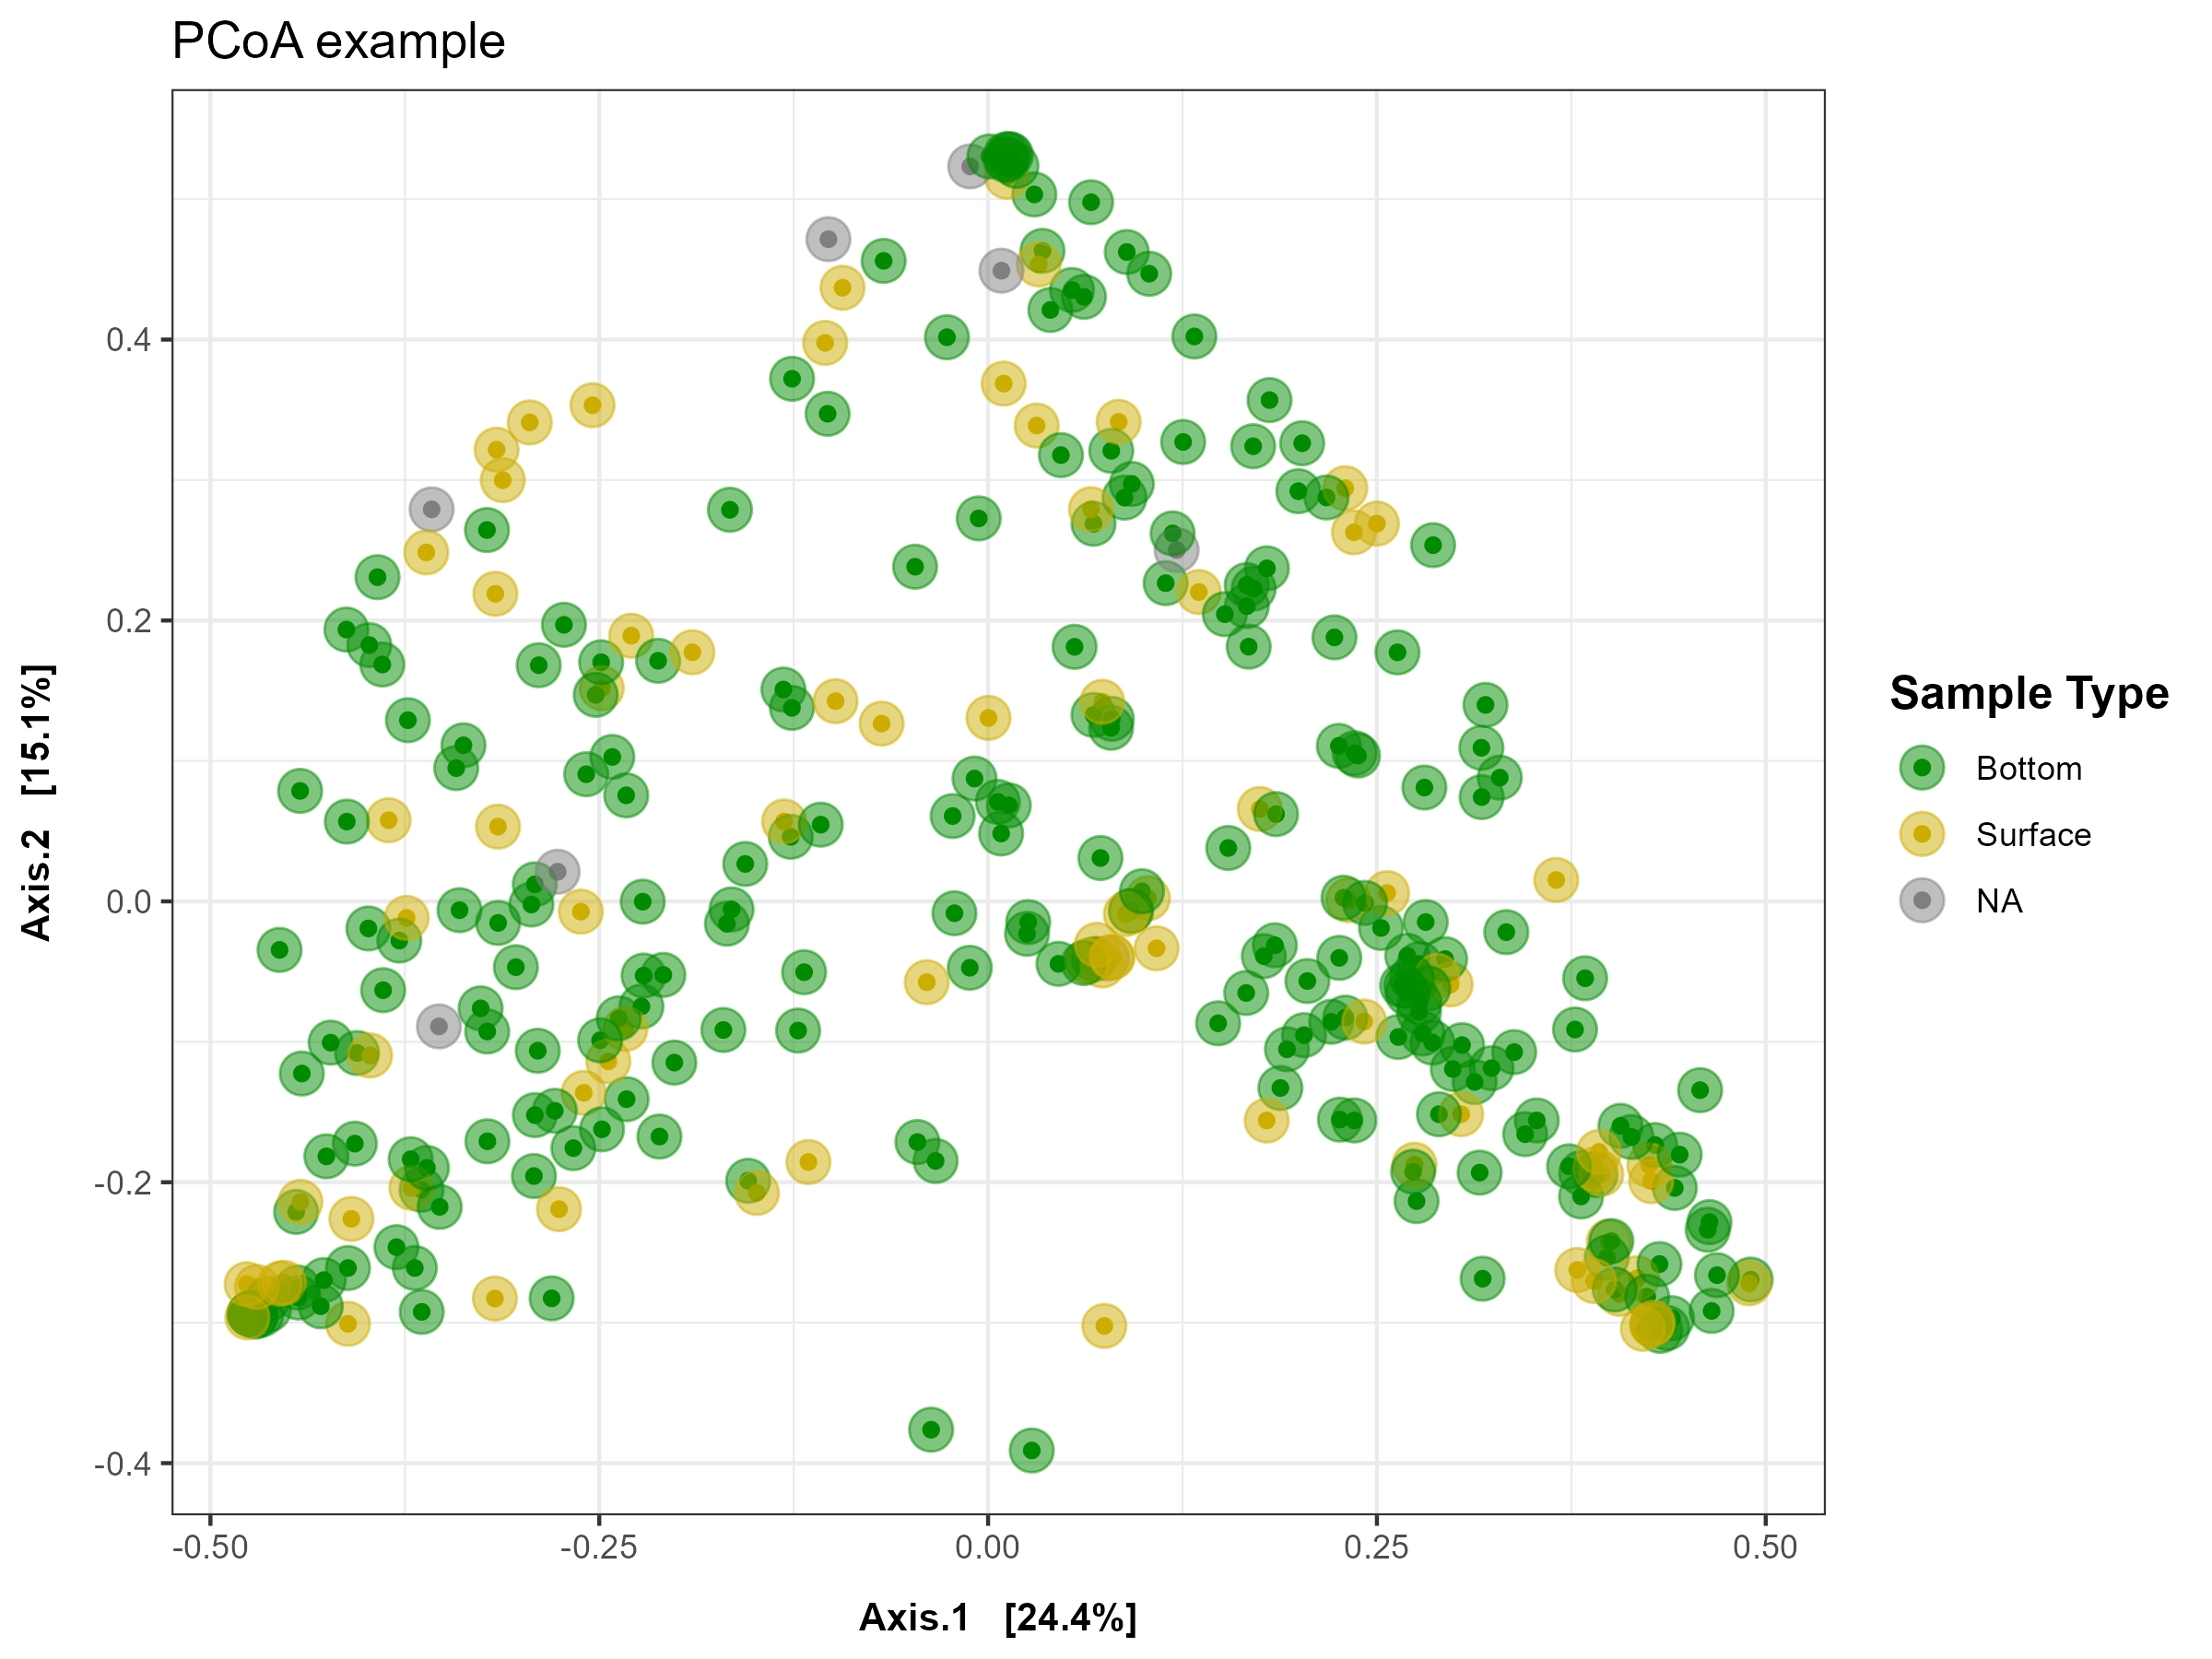 PCoA example
0.4
0.2
0.0
-0.2
-0.4
Axis.2 [15.1%]
-0.50
-0.25
0.00
0.25
0.50
Axis.1 [24.4%]
Sample Type
Bottom
Surface
NA